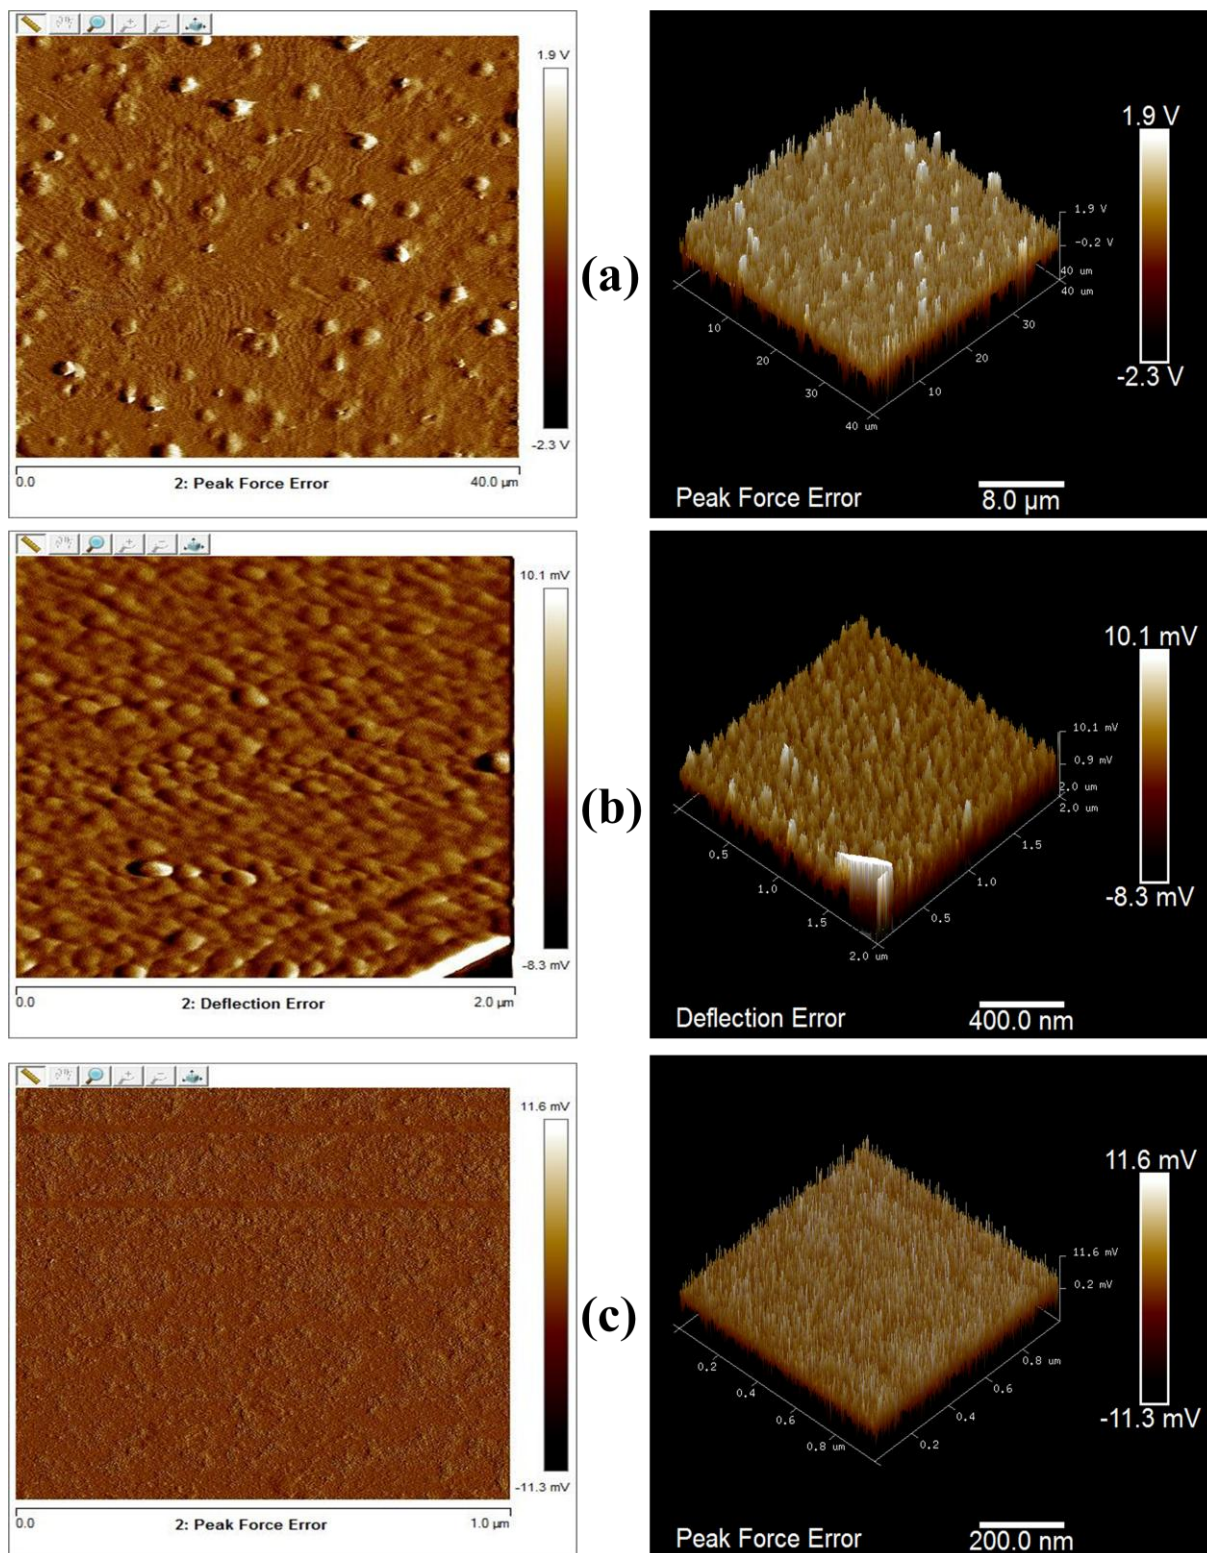 1.9 V
-2.3 V
0.0
2: Peak Force Error
40.0 µm
(a)
1.9 V
-2.3 V
1.9 V
-0.2 V
40 um
40 um
30
20
10
10
20
30
40 um
Peak Force Error
8.0 µm
10.1 mV
-8.3 mV
0.0
2: Deflection Error
2.0 µm
(b)
10.1 mV
-8.3 mV
10.1 mV
0.9 mV
2.0 um
2.0 um
1.5
1.0
0.5
0.5
1.0
1.5
2.0 um
Deflection Error
400.0 nm
11.6 mV
-11.3 mV
0.0
2: Peak Force Error
1.0 µm
(c)
11.6 mV
-11.3 mV
11.6 mV
0.2 mV
0.8 um
0.6
0.4
0.2
0.2
0.4
0.6
0.8 um
Peak Force Error
200.0 nm